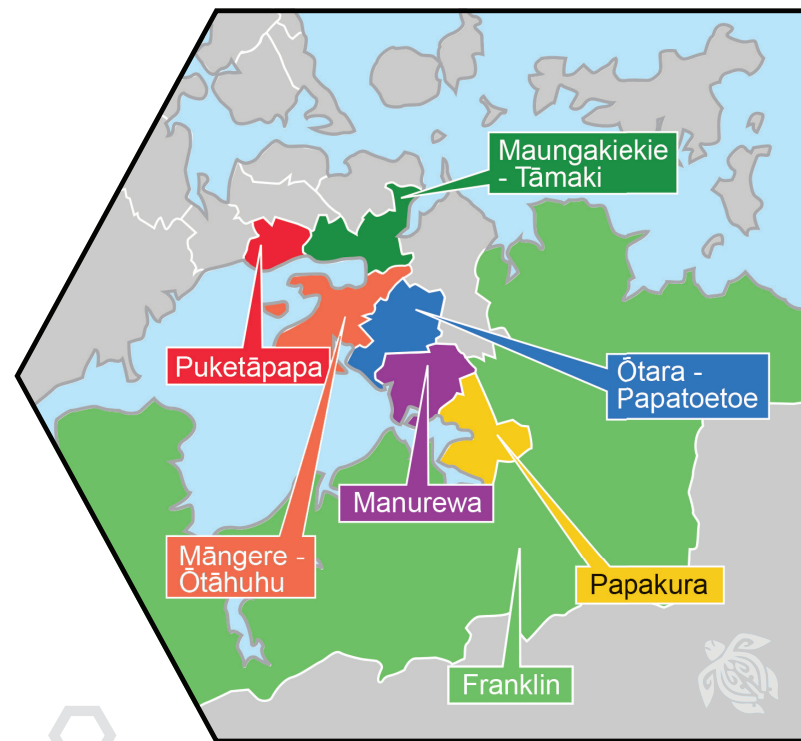 Maungakiekie
- Tāmaki
Puketāpapa
Ōtara -
Papatoetoe
Manurewa
Māngere -
Ōtāhuhu
Papakura
Franklin